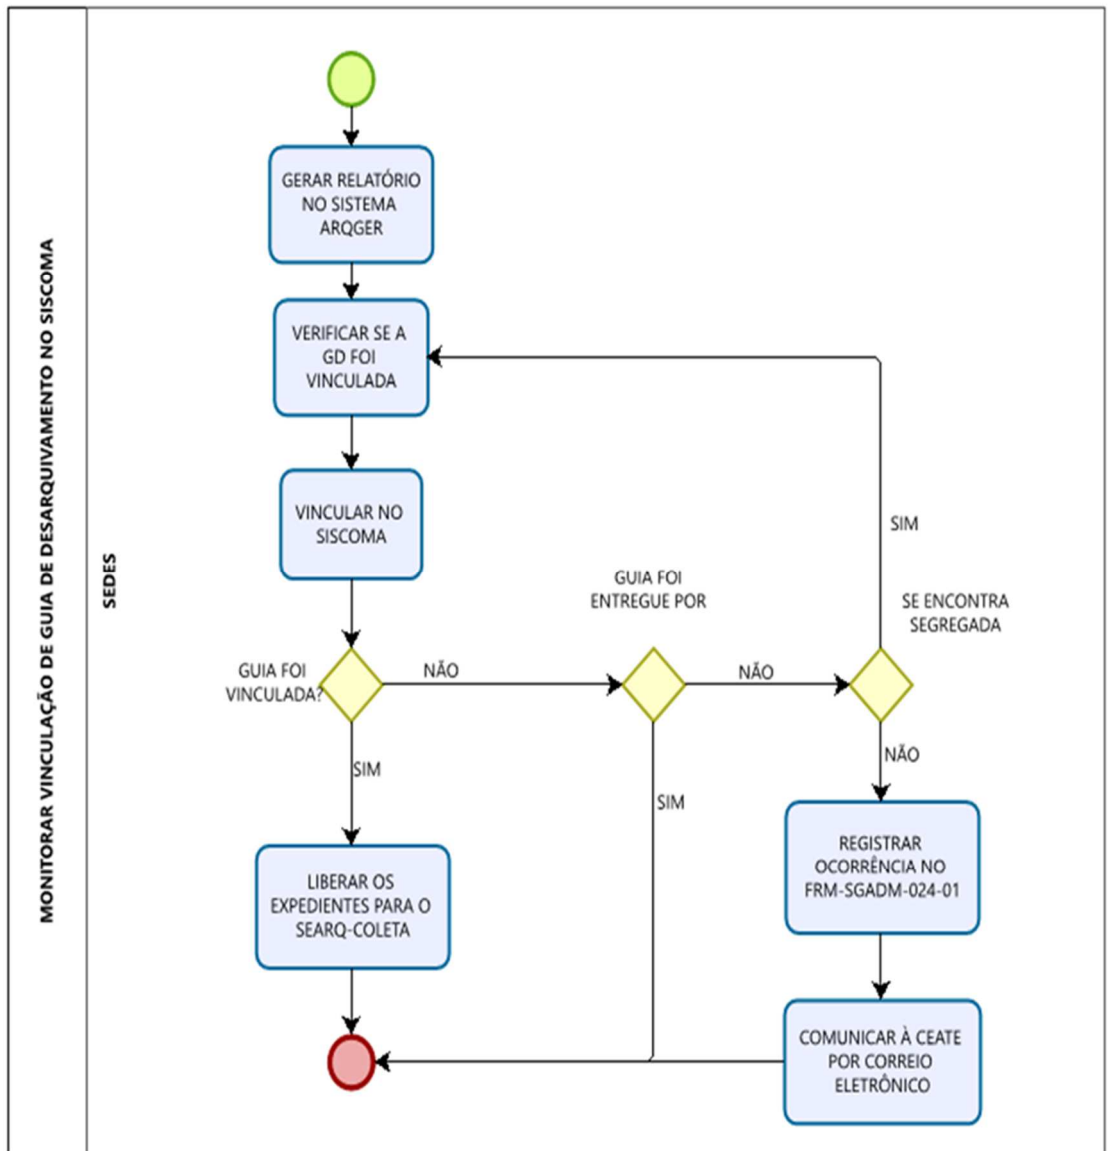 MONITORAR VINCULAÇÃO DE GUIA DE DESARQUIVAMENTO NO SISCOMA
SEDES
GERAR RELATÓRIO
NO SISTEMA
ARQGER
VERIFICAR SE A
GD FOI
VINCULADA
VINCULAR NO
SISCOMA
GUIA FOI
VINCULADA?
NÃO
SIM
GUIA FOI
ENTREGUE POR
NÃO
SIM
SE ENCONTRA
SEGREGADA
SIM
NÃO
LIBERAR OS
EXPEDIENTES PARA O
SEARQ-COLETA
REGISTRAR
OCORRÊNCIA NO
FRM-SGADM-024-01
COMUNICAR À CEATE
POR CORREIO
ELETRÔNICO